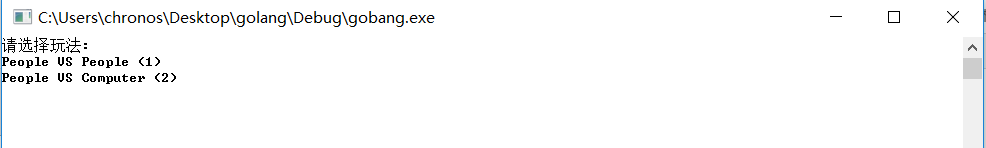 C:\Users\chronos\Desktop\golang\Debug\gobang.exe
请选择玩法:
People VS People (1)
People VS Computer (2)